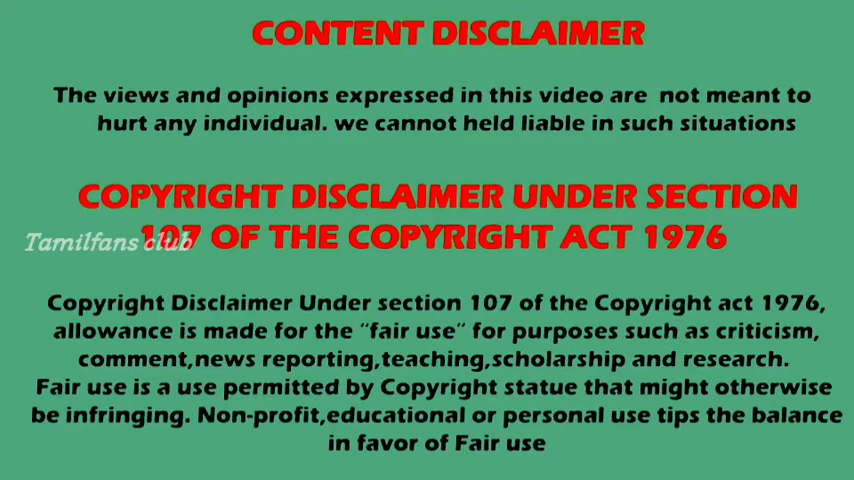 CONTENT DISCLAIMER
The views and opinions expressed in this video are not meant to
hurt any individual. we cannot held liable in such situations
COPYRIGHT DISCLAIMER UNDER SECTION
107 OF THE COPYRIGHT ACT 1976
Tamilfans club
Copyright Disclaimer Under section 107 of the Copyright act 1976,
allowance is made for the "fair use" for purposes such as criticism,
comment,news reporting,teaching,scholarship and research.
Fair use is a use permitted by Copyright statue that might otherwise
be infringing. Non-profit,educational or personal use tips the balance
in favor of Fair use